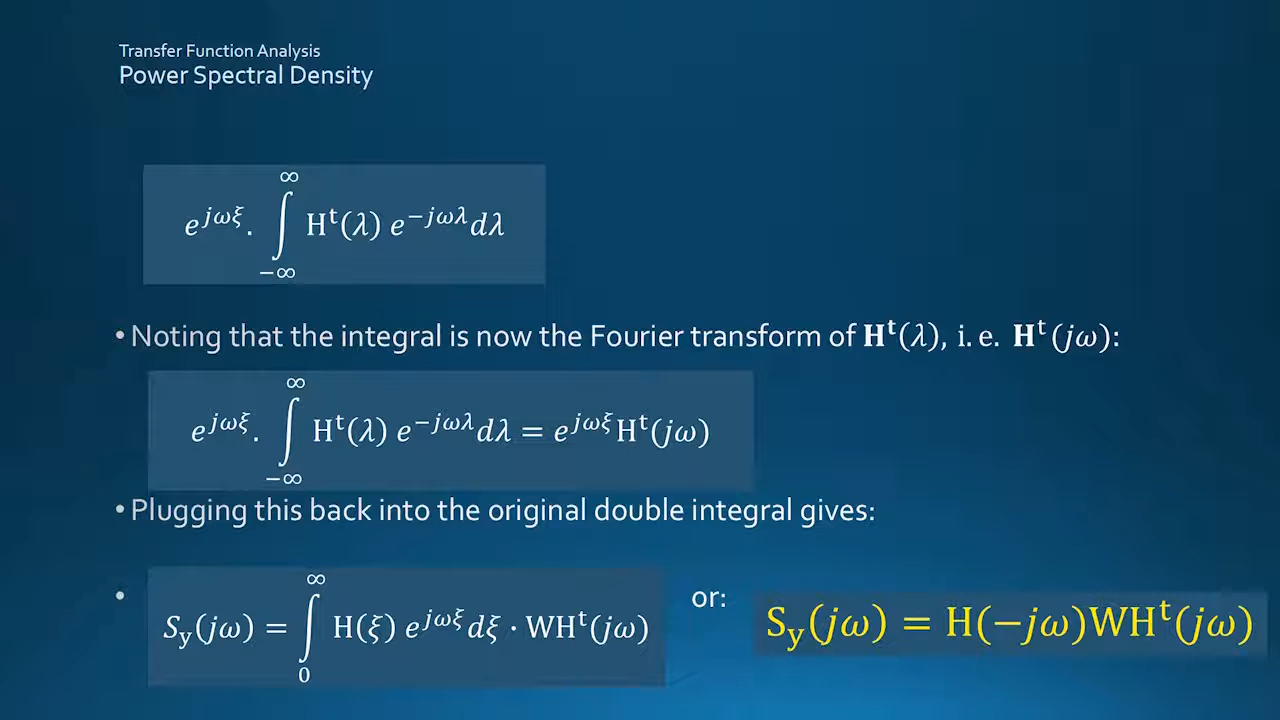 Transfer Function Analysis
Power Spectral Density
e^{jωξ}. ∫_{−∞}^{∞} H^t(λ) e^{−jωλ}dλ
• Noting that the integral is now the Fourier transform of H^t(λ), i. e. H^t(jω):
e^{jωξ}. ∫_{−∞}^{∞} H^t(λ) e^{−jωλ}dλ = e^{jωξ}H^t(jω)
• Plugging this back into the original double integral gives:
• S_y(jω) = ∫_{0}^{∞} H(ξ) e^{jωξ}dξ · WH^t(jω) or: S_y(jω) = H(−jω)WH^t(jω)